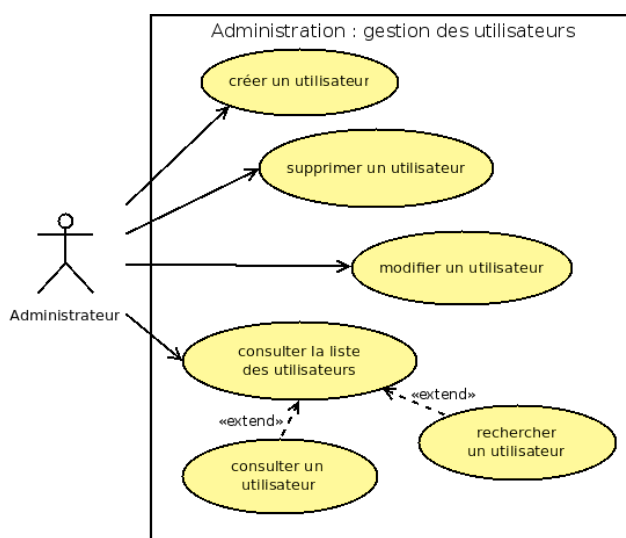 Administration : gestion des utilisateurs
créer un utilisateur
supprimer un utilisateur
modifier un utilisateur
Administrateur
consulter la liste
des utilisateurs
«extend»
«extend»
rechercher
un utilisateur
consulter un
utilisateur